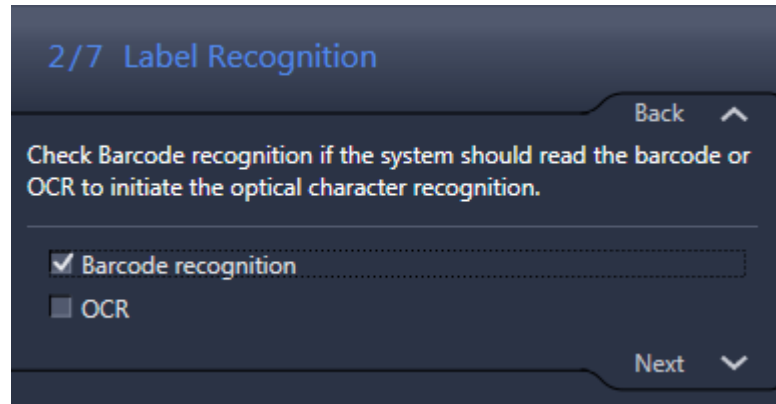 2/7 Label Recognition
Back
Check Barcode recognition if the system should read the barcode or
OCR to initiate the optical character recognition.
Barcode recognition
OCR
Next